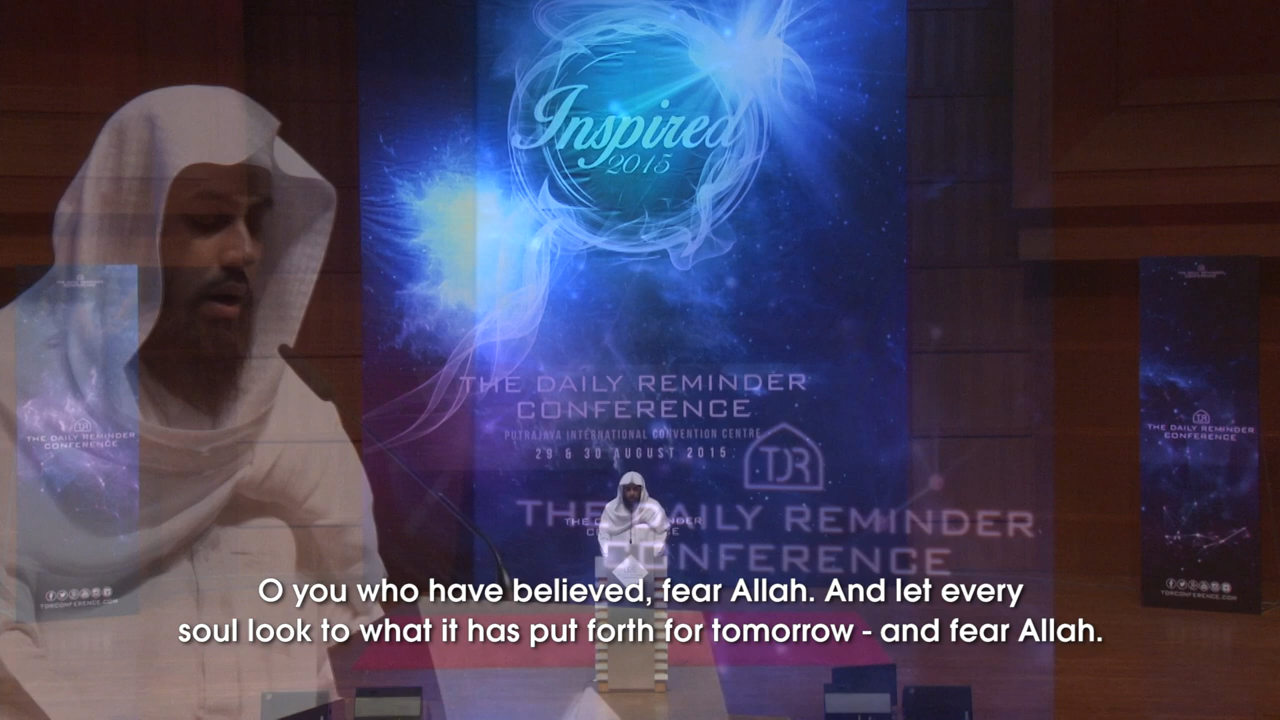 Inspired
2015
THE DAILY REMINDER
CONFERENCE
PUTRAJAYA INTERNATIONAL CONVENTION CENTRE
29 & 30 AUGUST 2015
TDR
THE DAILY REMINDER
CONFERENCE
THE DAILY REMINDER
CONFERENCE
TDRCONFERENCE.COM
TDR
THE DAILY REMINDER
CONFERENCE
TDRCONFERENCE.COM
O you who have believed, fear Allah. And let every
soul look to what it has put forth for tomorrow - and fear Allah.